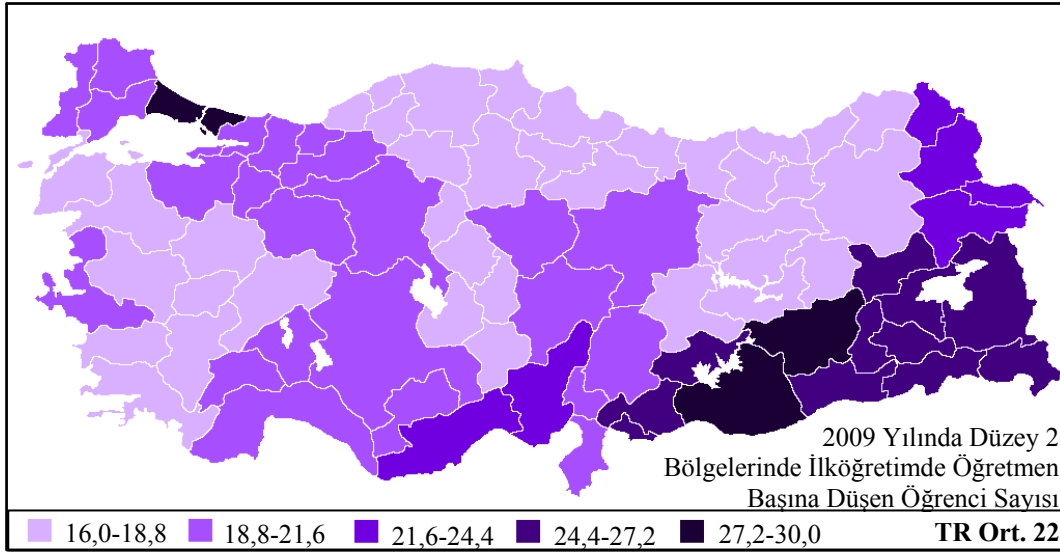 2009 Yılında Düzey 2
Bölgelerinde İlköğretimde Öğretmen
Başına Düşen Öğrenci Sayısı
16,0-18,8 18,8-21,6 21,6-24,4 24,4-27,2 27,2-30,0 TR Ort. 22